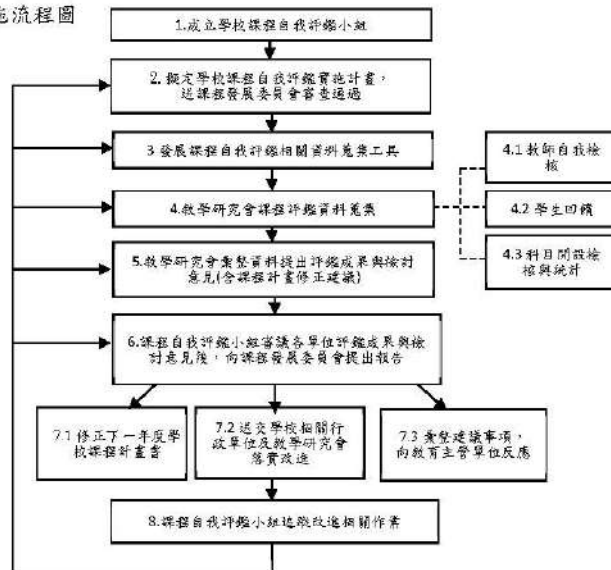 施流程圖
1.成立學校課程自我評鑑小組
2. 擬定學校課程自我評鑑實施計畫，
送課程發展委員會審查通過
3 發展課程自我評鑑相關資料蒐集工具
4.教學研究會課程評鑑資料蒐集
4.1 教師自我檢
核
4.2 學生回饋
4.3 科目開設檢
核與統計
5.教學研究會彙整資料提出評鑑成果與檢討
意見(含課程計畫修正建議)
6.課程自我評鑑小組審議各單位評鑑成果與檢
討意見後，向課程發展委員會提出報告
7.1 修正下一年度學
校課程計畫書
7.2 送交學校相關行
政單位及教學研究會
落實改進
7.3 彙整建議事項，
向教育主管單位反應
8.課程自我評鑑小組追蹤改進相關作業